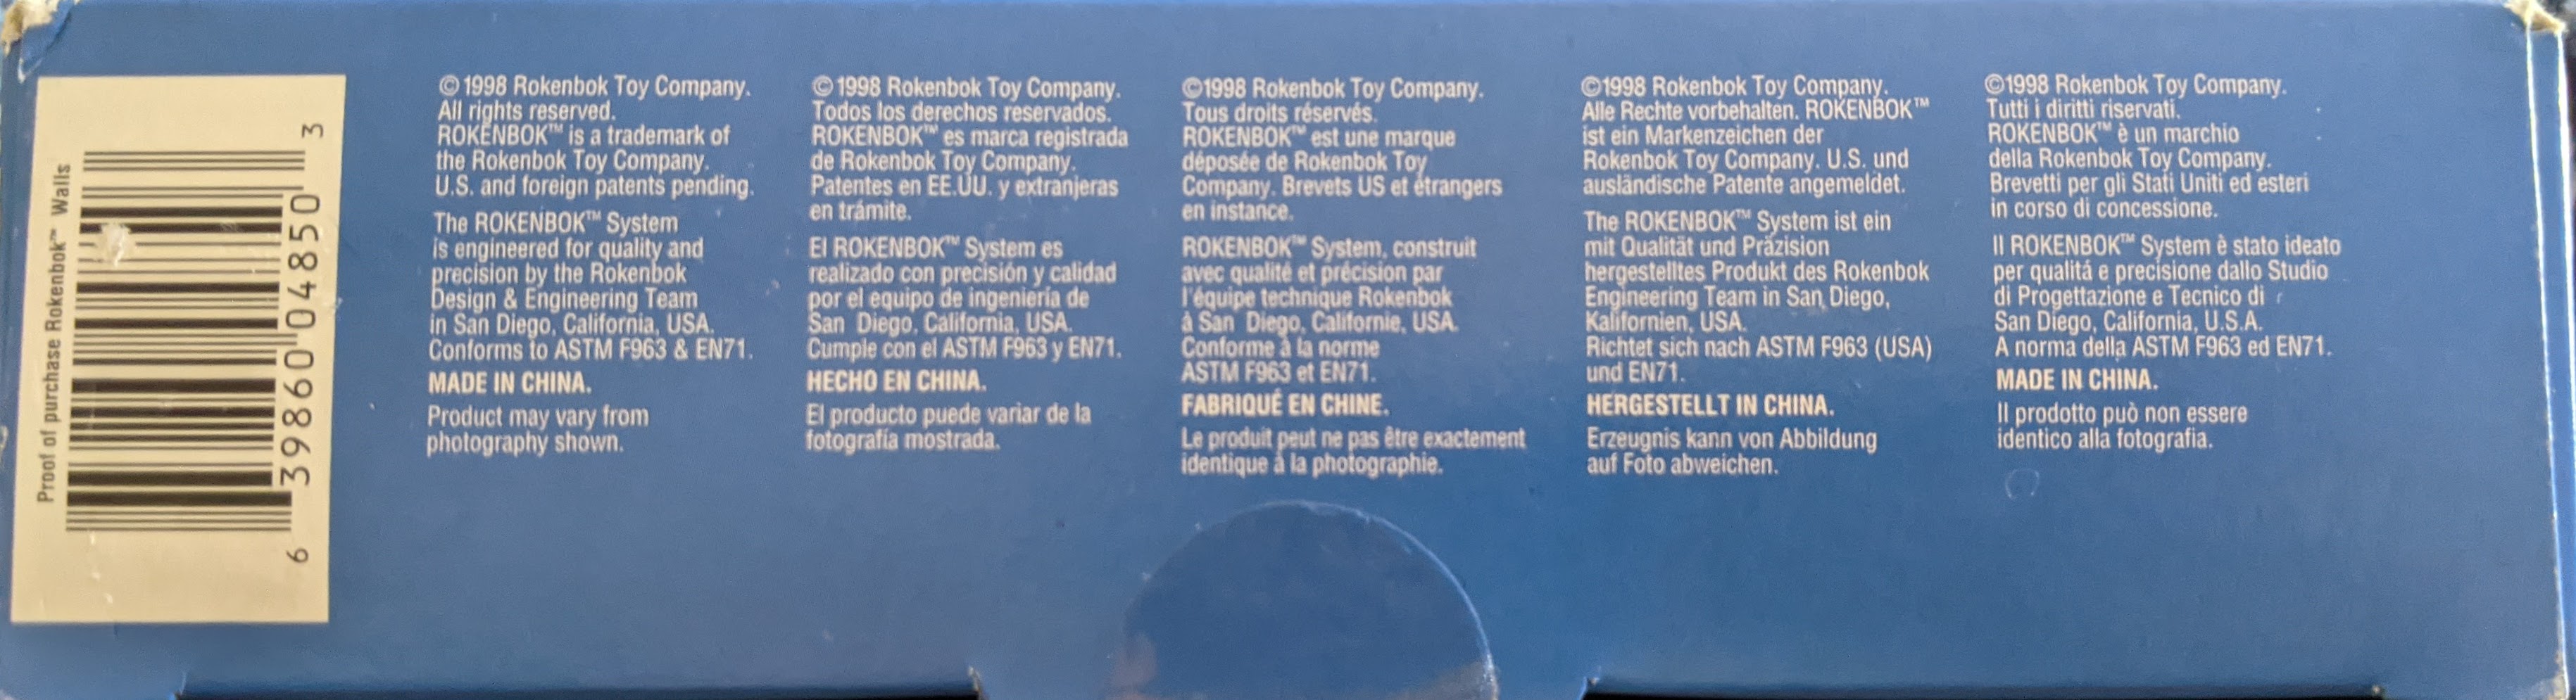 Proof of purchase Rokenbok™ Walls
6 39860 04850 3
©1998 Rokenbok Toy Company.
All rights reserved.
ROKENBOK™ is a trademark of
the Rokenbok Toy Company.
U.S. and foreign patents pending.
The ROKENBOK™ System
is engineered for quality and
precision by the Rokenbok
Design & Engineering Team
in San Diego, California, USA.
Conforms to ASTM F963 & EN71.
MADE IN CHINA.
Product may vary from
photography shown.
©1998 Rokenbok Toy Company.
Todos los derechos reservados.
ROKENBOK™ es marca registrada
de Rokenbok Toy Company.
Patentes en EE.UU. y extranjeras
en trámite.
El ROKENBOK™ System es
realizado con precisión y calidad
por el equipo de ingeniería de
San Diego, California, USA.
Cumple con el ASTM F963 y EN71.
HECHO EN CHINA.
El producto puede variar de la
fotografía mostrada.
©1998 Rokenbok Toy Company.
Tous droits réservés.
ROKENBOK™ est une marque
déposée de Rokenbok Toy
Company. Brevets US et étrangers
en instance.
ROKENBOK™ System, construit
avec qualité et précision par
l'équipe technique Rokenbok
à San Diego, Californie, USA.
Conforme à la norme
ASTM F963 et EN71.
FABRIQUÉ EN CHINE.
Le produit peut ne pas être exactement
identique à la photographie.
©1998 Rokenbok Toy Company.
Alle Rechte vorbehalten. ROKENBOK™
ist ein Markenzeichen der
Rokenbok Toy Company. U.S. und
ausländische Patente angemeldet.
The ROKENBOK™ System ist ein
mit Qualität und Präzision
hergestelltes Produkt des Rokenbok
Engineering Team in San Diego,
Kalifornien, USA.
Richtet sich nach ASTM F963 (USA)
und EN71.
HERGESTELLT IN CHINA.
Erzeugnis kann von Abbildung
auf Foto abweichen.
©1998 Rokenbok Toy Company.
Tutti i diritti riservati.
ROKENBOK™ è un marchio
della Rokenbok Toy Company.
Brevetti per gli Stati Uniti ed esteri
in corso di concessione.
Il ROKENBOK™ System è stato ideato
per qualitá e precisione dallo Studio
di Progettazione e Tecnico di
San Diego, California, U.S.A.
A norma della ASTM F963 ed EN71.
MADE IN CHINA.
Il prodotto può non essere
identico alla fotografia.